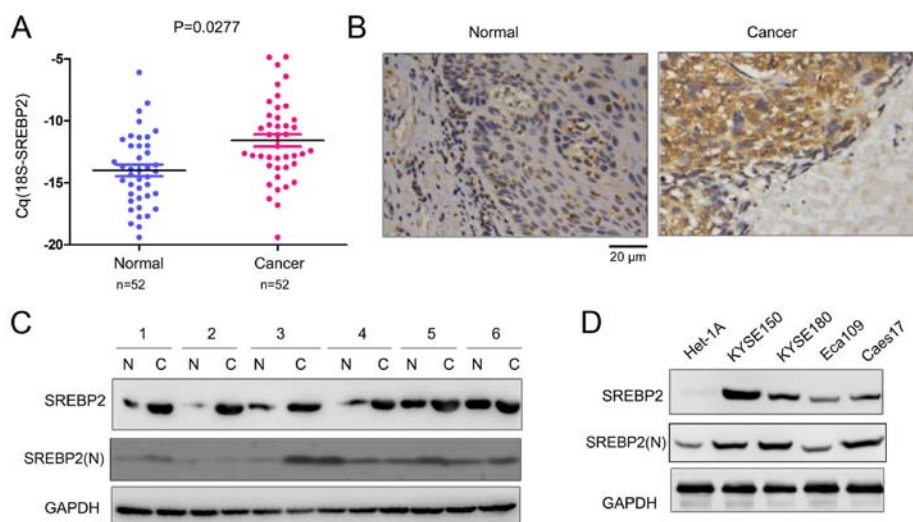 A
P=0.0277
Cq(18S-SREBP2)
-5
-10
-15
-20
Normal
Cancer
n=52
n=52
B
Normal
Cancer
20 μm
C
1 2 3 4 5 6
N C N C N C N C N C N C
SREBP2
SREBP2(N)
GAPDH
D
Het-1A KYSE150 KYSE180 Eca109 Caes17
SREBP2
SREBP2(N)
GAPDH